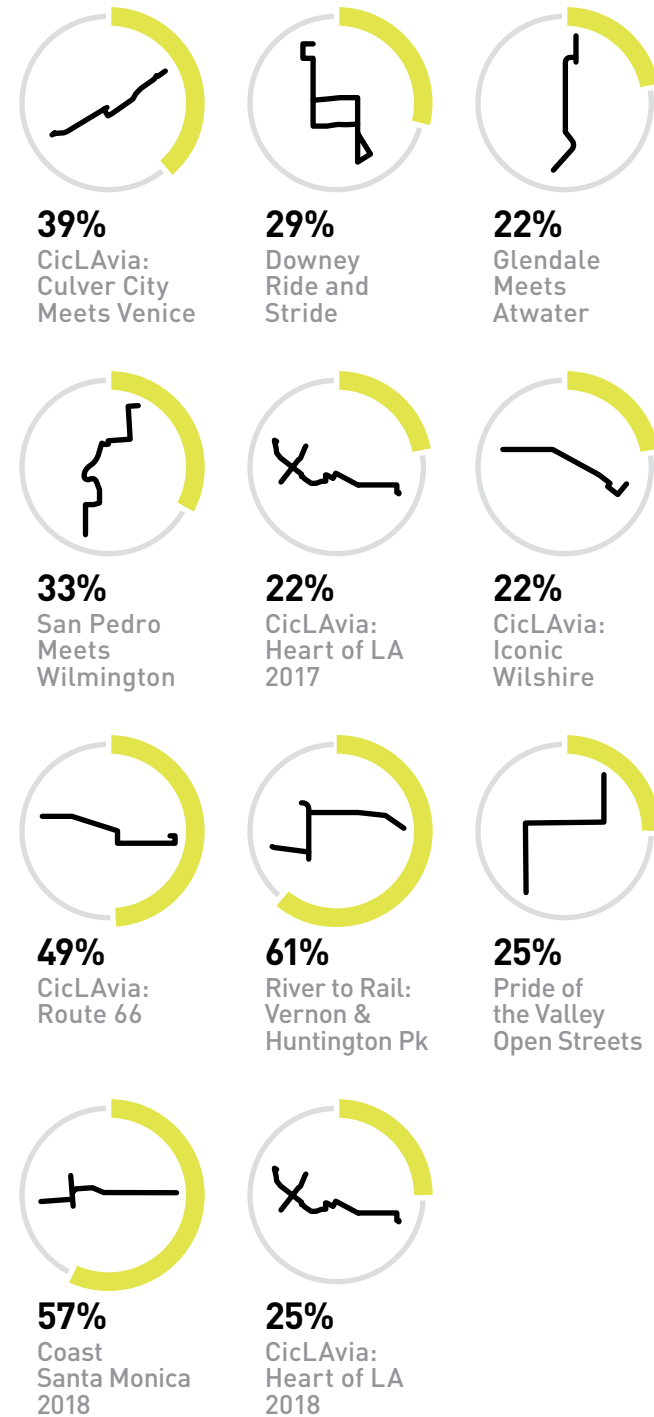 39%
CicLAvia:
Culver City
Meets Venice
29%
Downey
Ride and
Stride
22%
Glendale
Meets
Atwater
33%
San Pedro
Meets
Wilmington
22%
CicLAvia:
Heart of LA
2017
22%
CicLAvia:
Iconic
Wilshire
49%
CicLAvia:
Route 66
61%
River to Rail:
Vernon &
Huntington Pk
25%
Pride of
the Valley
Open Streets
57%
Coast
Santa Monica
2018
25%
CicLAvia:
Heart of LA
2018